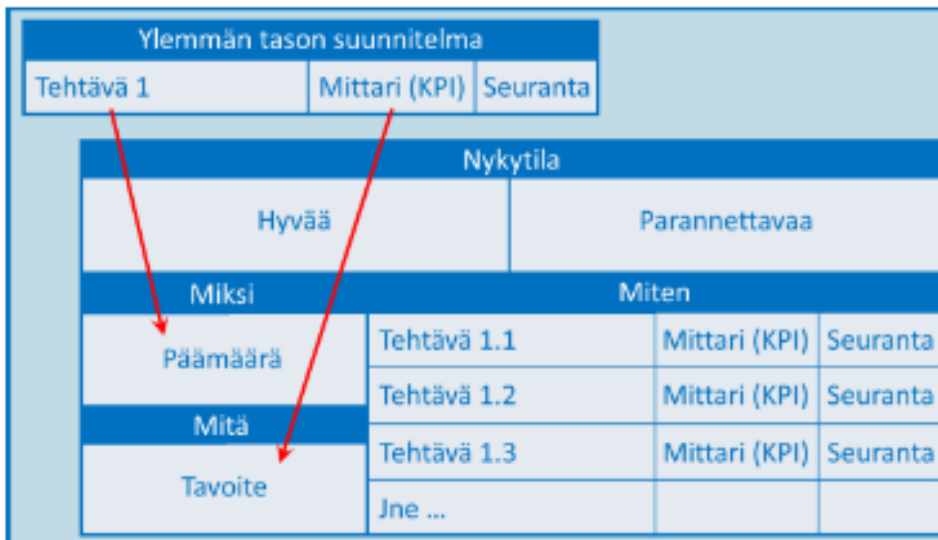 Ylemmän tason suunnitelma
Tehtävä 1 Mittari (KPI) Seuranta
Nykytila
Hyvää Parannettavaa
Miksi Miten
Päämäärä
Tehtävä 1.1 Mittari (KPI) Seuranta
Tehtävä 1.2 Mittari (KPI) Seuranta
Mitä
Tavoite
Tehtävä 1.3 Mittari (KPI) Seuranta
Jne ...